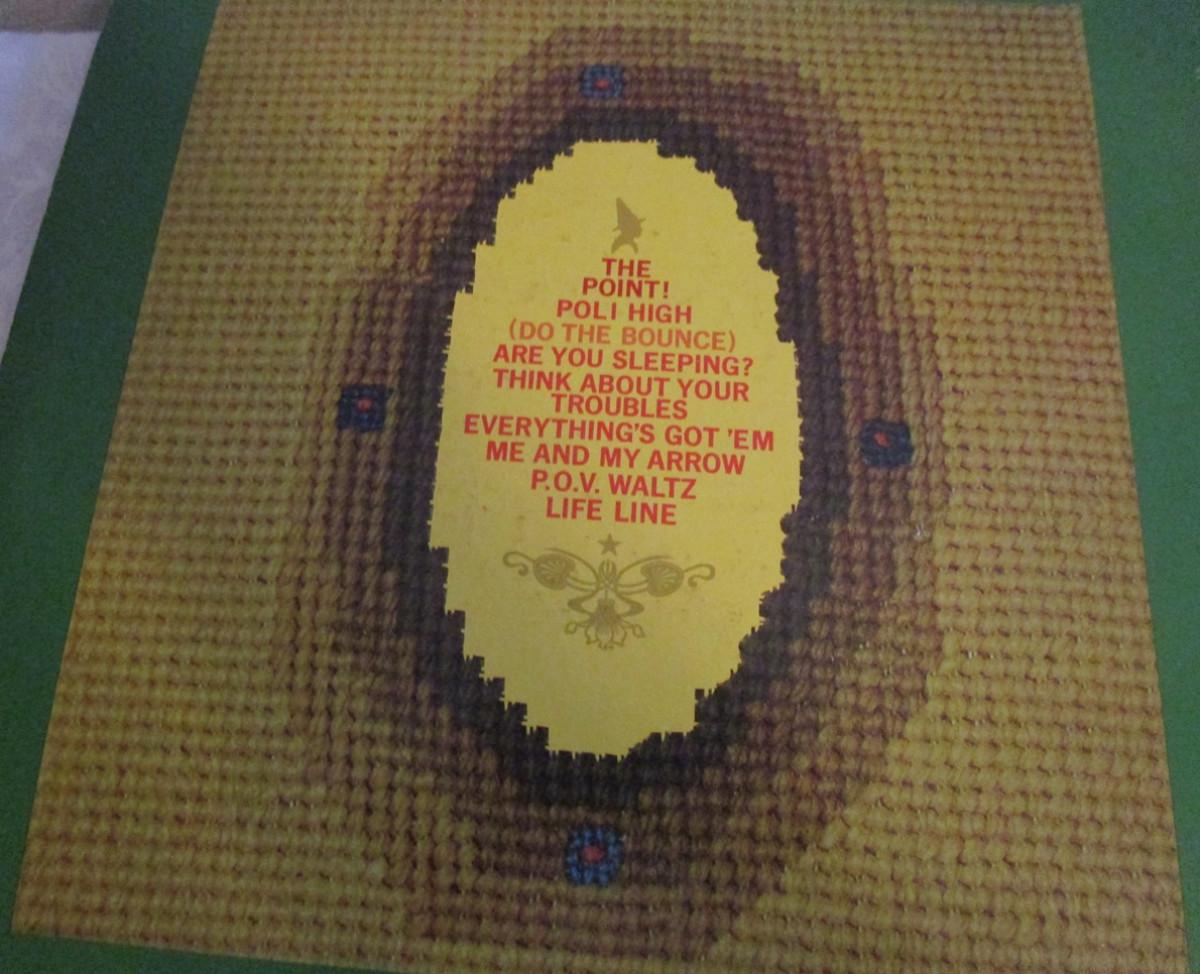 THE
POINT!
POLI HIGH
(DO THE BOUNCE)
ARE YOU SLEEPING?
THINK ABOUT YOUR
TROUBLES
EVERYTHING'S GOT 'EM
ME AND MY ARROW
P.O.V. WALTZ
LIFE LINE